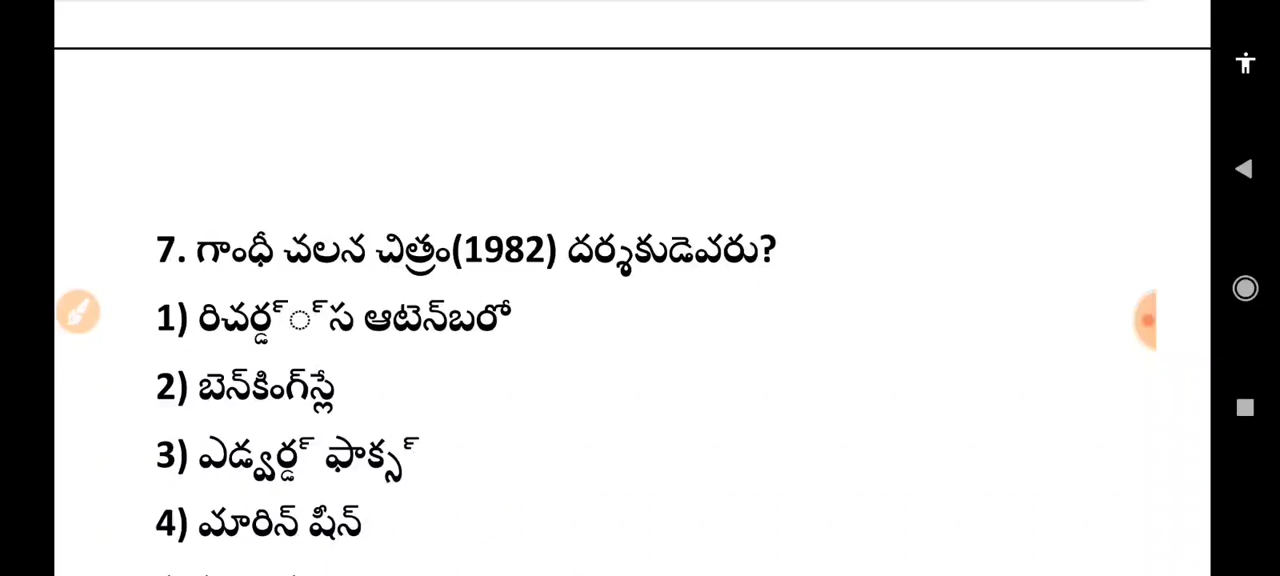 7. గాంధీ చలన చిత్రం(1982) దర్శకుడెవరు?
1) రిచర్డ్్స ఆటెన్‌బరో
2) బెన్‌కింగ్‌స్లే
3) ఎడ్వర్డ్ ఫాక్స్
4) మారిన్ షీన్